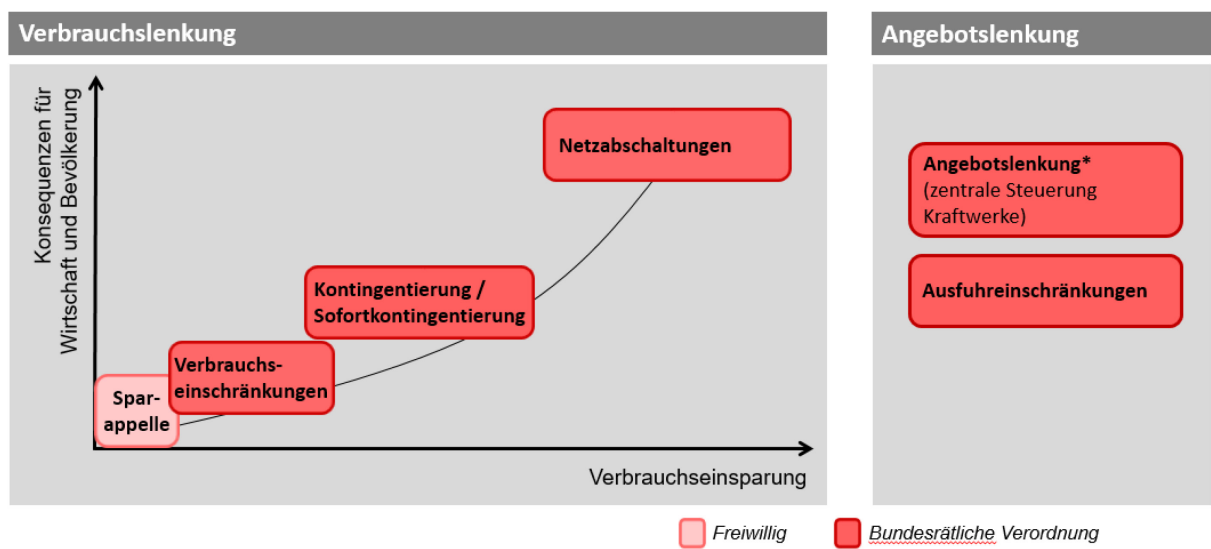 Verbrauchslenkung
Konsequenzen für
Wirtschaft und Bevölkerung
Netzabschaltungen
Kontingentierung /
Sofortkontingentierung
Verbrauchs-
einschränkungen
Spar-
appelle
Verbrauchseinsparung
Angebotslenkung
Angebotslenkung*
(zentrale Steuerung
Kraftwerke)
Ausfuhreinschränkungen
Freiwillig
Bundesrätliche Verordnung